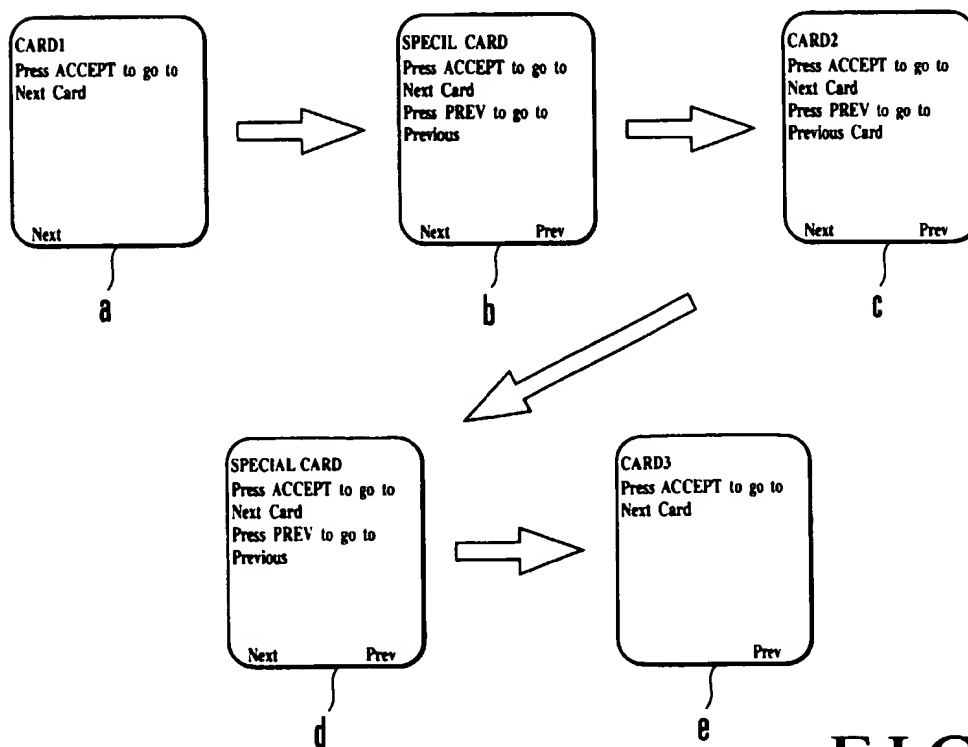 CARD1
Press ACCEPT to go to
Next Card
Next
a
SPECIL CARD
Press ACCEPT to go to
Next Card
Press PREV to go to
Previous
Next Prev
b
CARD2
Press ACCEPT to go to
Next Card
Press PREV to go to
Previous Card
Next Prev
c
SPECIAL CARD
Press ACCEPT to go to
Next Card
Press PREV to go to
Previous
Next Prev
d
CARD3
Press ACCEPT to go to
Next Card
Prev
e